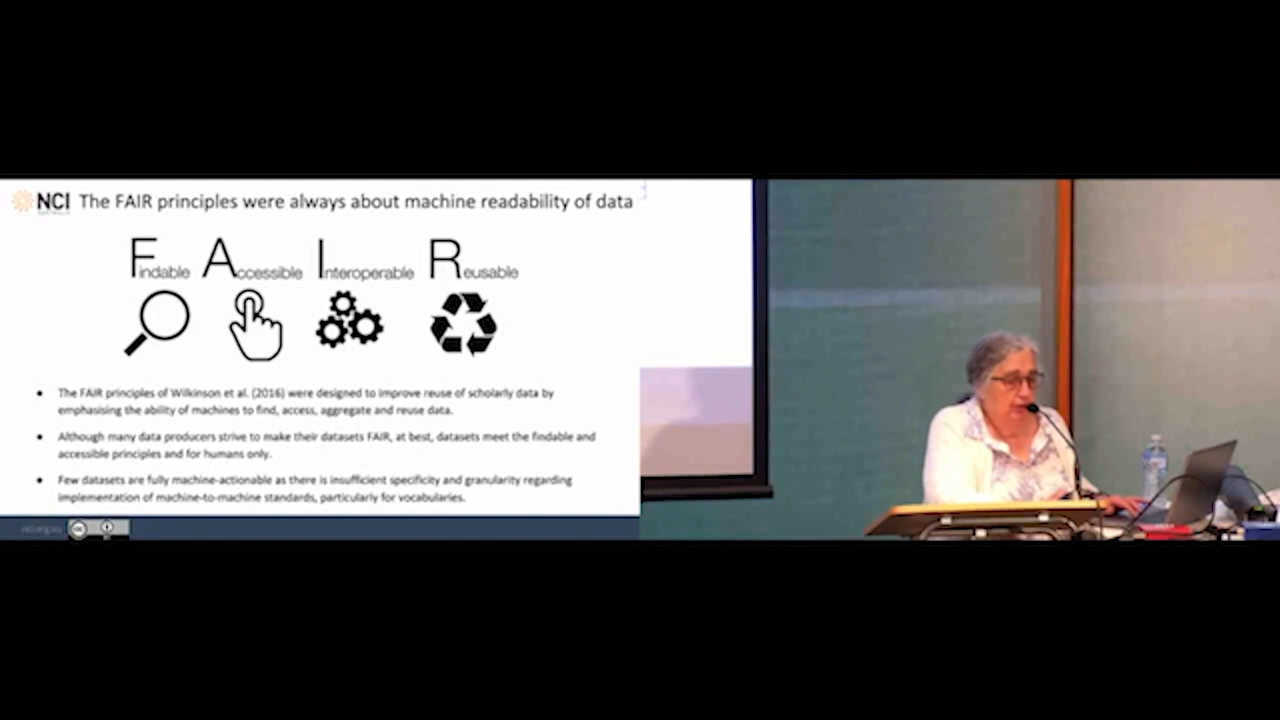 NCI The FAIR principles were always about machine readability of data
Findable Accessible Interoperable Reusable
● The FAIR principles of Wilkinson et al. (2016) were designed to improve reuse of scholarly data by
emphasising the ability of machines to find, access, aggregate and reuse data.
● Although many data producers strive to make their datasets FAIR, at best, datasets meet the findable and
accessible principles and for humans only.
● Few datasets are fully machine-actionable as there is insufficient specificity and granularity regarding
implementation of machine-to-machine standards, particularly for vocabularies.
nci.org.au